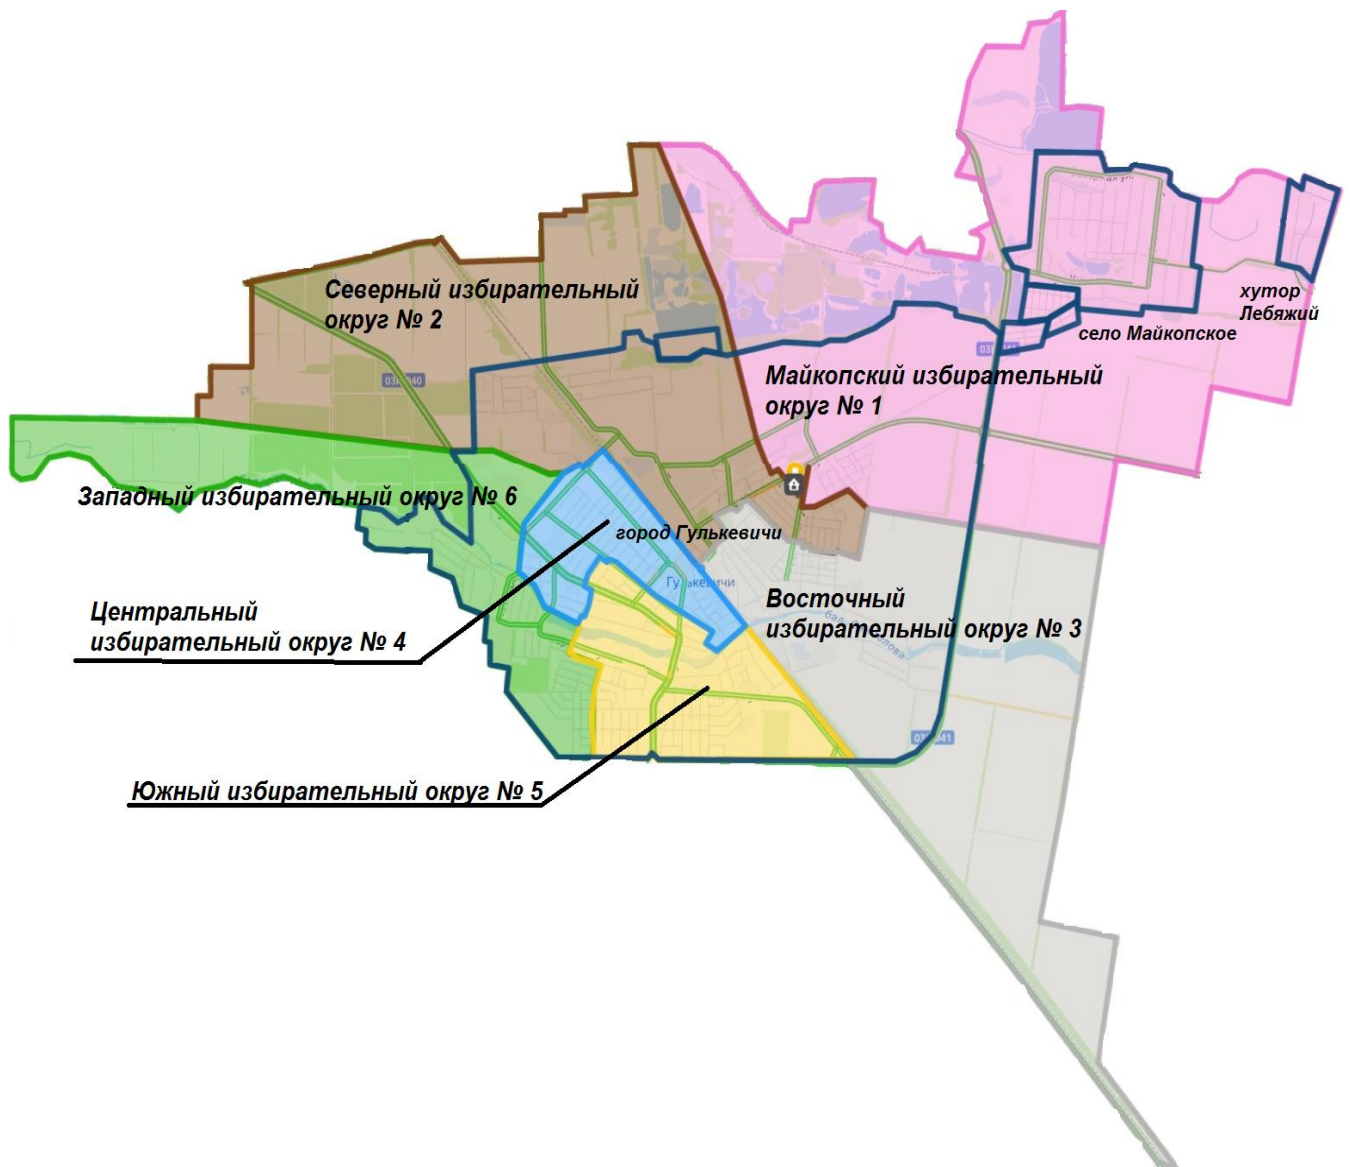 Северный избирательный
округ № 2
хутор
Лебяжий
село Майкопское
Майкопский избирательный
округ № 1
Западный избирательный округ № 6
город Гулькевичи
Гулькевичи
Центральный
избирательный округ № 4
Восточный
избирательный округ № 3
Южный избирательный округ № 5